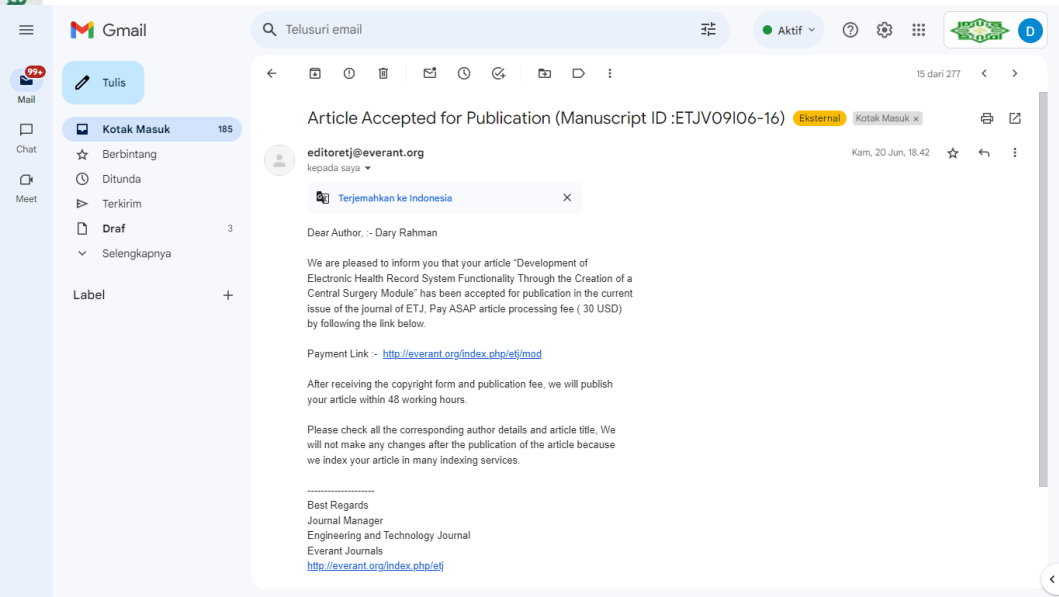 Gmail
Telusuri email
Aktif
D
99+
Mail
Chat
Meet
Tulis
Kotak Masuk 185
Berbintang
Ditunda
Terkirim
Draf 3
Selengkapnya
Label +
15 dari 277
Article Accepted for Publication (Manuscript ID :ETJV09I06-16) Eksternal Kotak Masuk ×
editoretj@everant.org Kam, 20 Jun, 18.42
kepada saya
Terjemahkan ke Indonesia
Dear Author, :- Dary Rahman
We are pleased to inform you that your article “Development of
Electronic Health Record System Functionality Through the Creation of a
Central Surgery Module” has been accepted for publication in the current
issue of the journal of ETJ, Pay ASAP article processing fee ( 30 USD)
by following the link below.
Payment Link :- http://everant.org/index.php/etj/mod
After receiving the copyright form and publication fee, we will publish
your article within 48 working hours.
Please check all the corresponding author details and article title, We
will not make any changes after the publication of the article because
we index your article in many indexing services.
--------------------
Best Regards
Journal Manager
Engineering and Technology Journal
Everant Journals
http://everant.org/index.php/etj